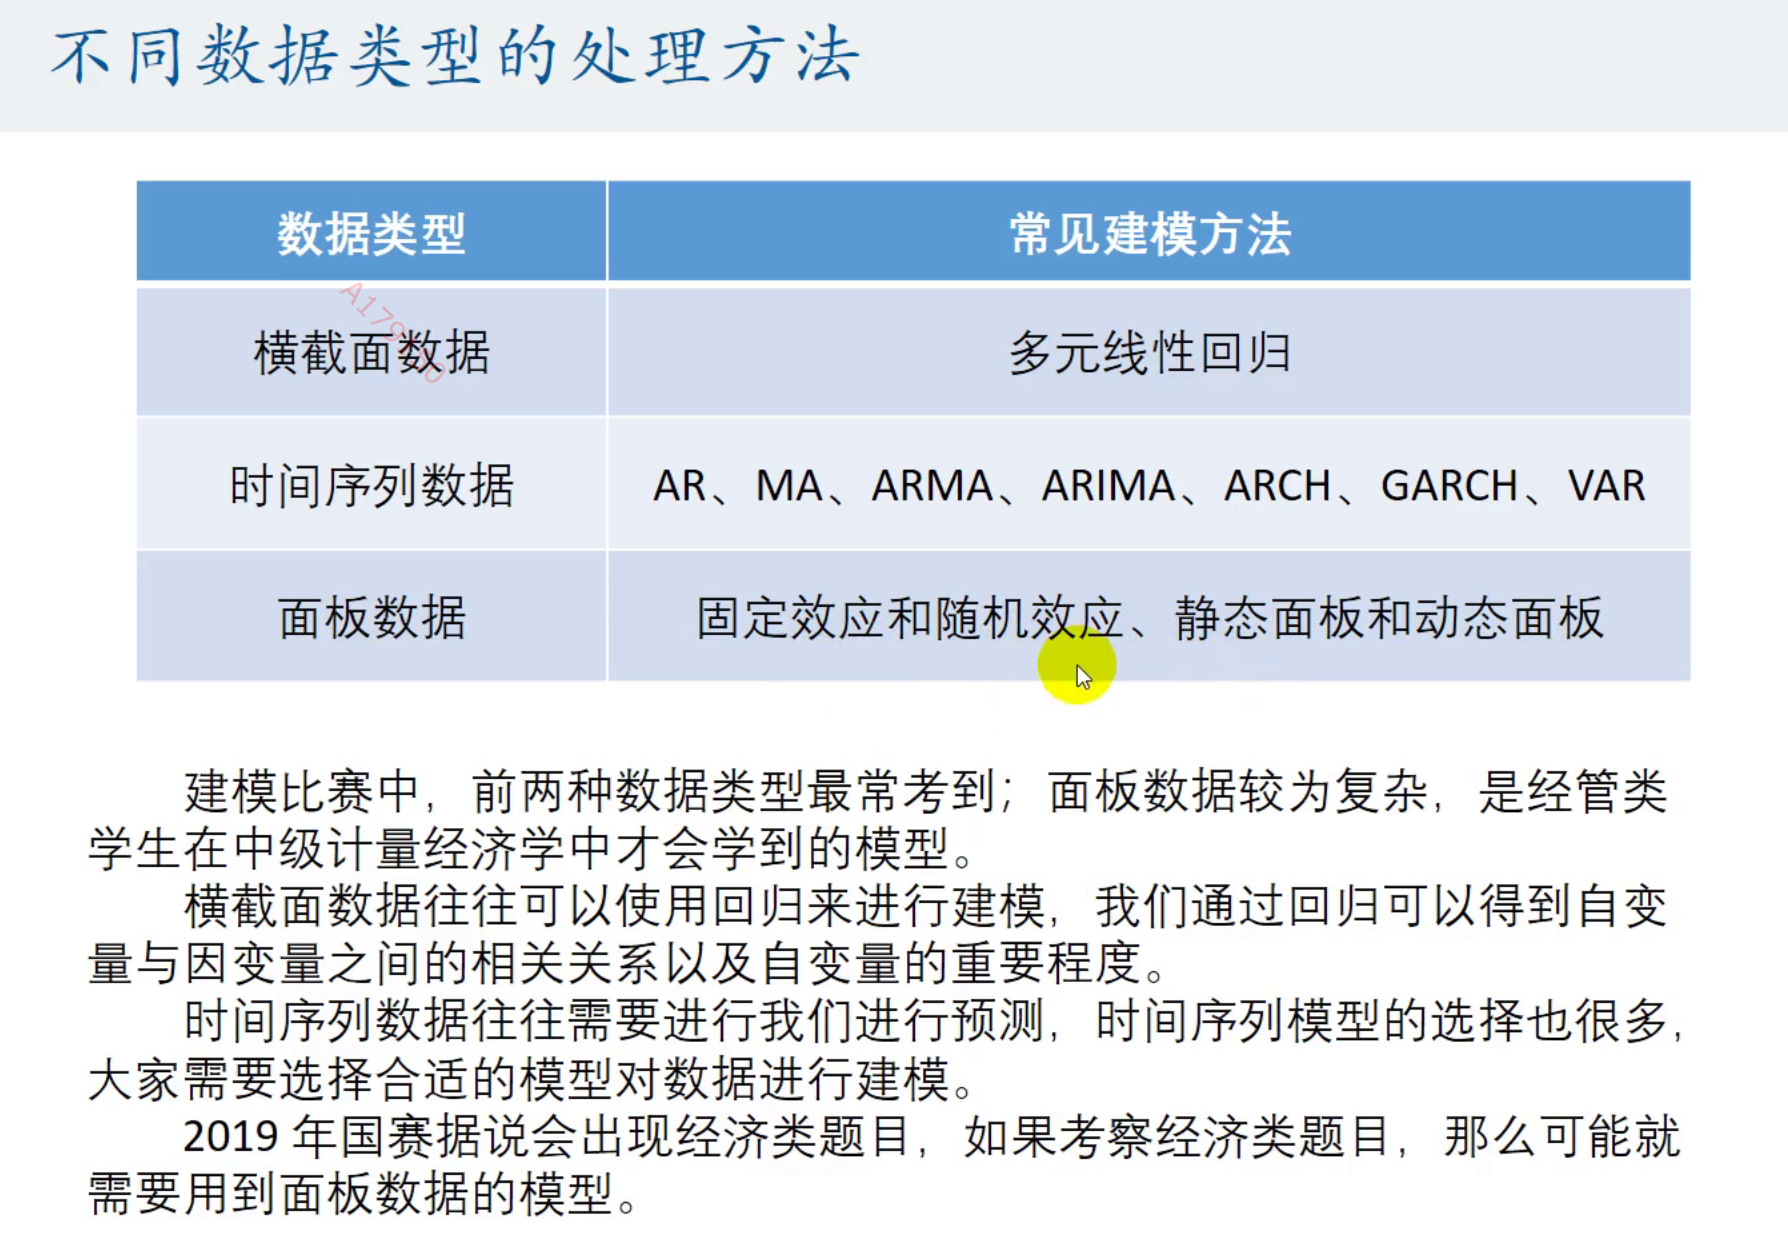 不同数据类型的处理方法
数据类型
常见建模方法
横截面数据
多元线性回归
时间序列数据
AR、MA、ARMA、ARIMA、ARCH、GARCH、VAR
面板数据
固定效应和随机效应、静态面板和动态面板
建模比赛中，前两种数据类型最常考到；面板数据较为复杂，是经管类
学生在中级计量经济学中才会学到的模型。
横截面数据往往可以使用回归来进行建模，我们通过回归可以得到自变
量与因变量之间的相关关系以及自变量的重要程度。
时间序列数据往往需要进行我们进行预测，时间序列模型的选择也很多，
大家需要选择合适的模型对数据进行建模。
2019 年国赛据说会出现经济类题目，如果考察经济类题目，那么可能就
需要用到面板数据的模型。